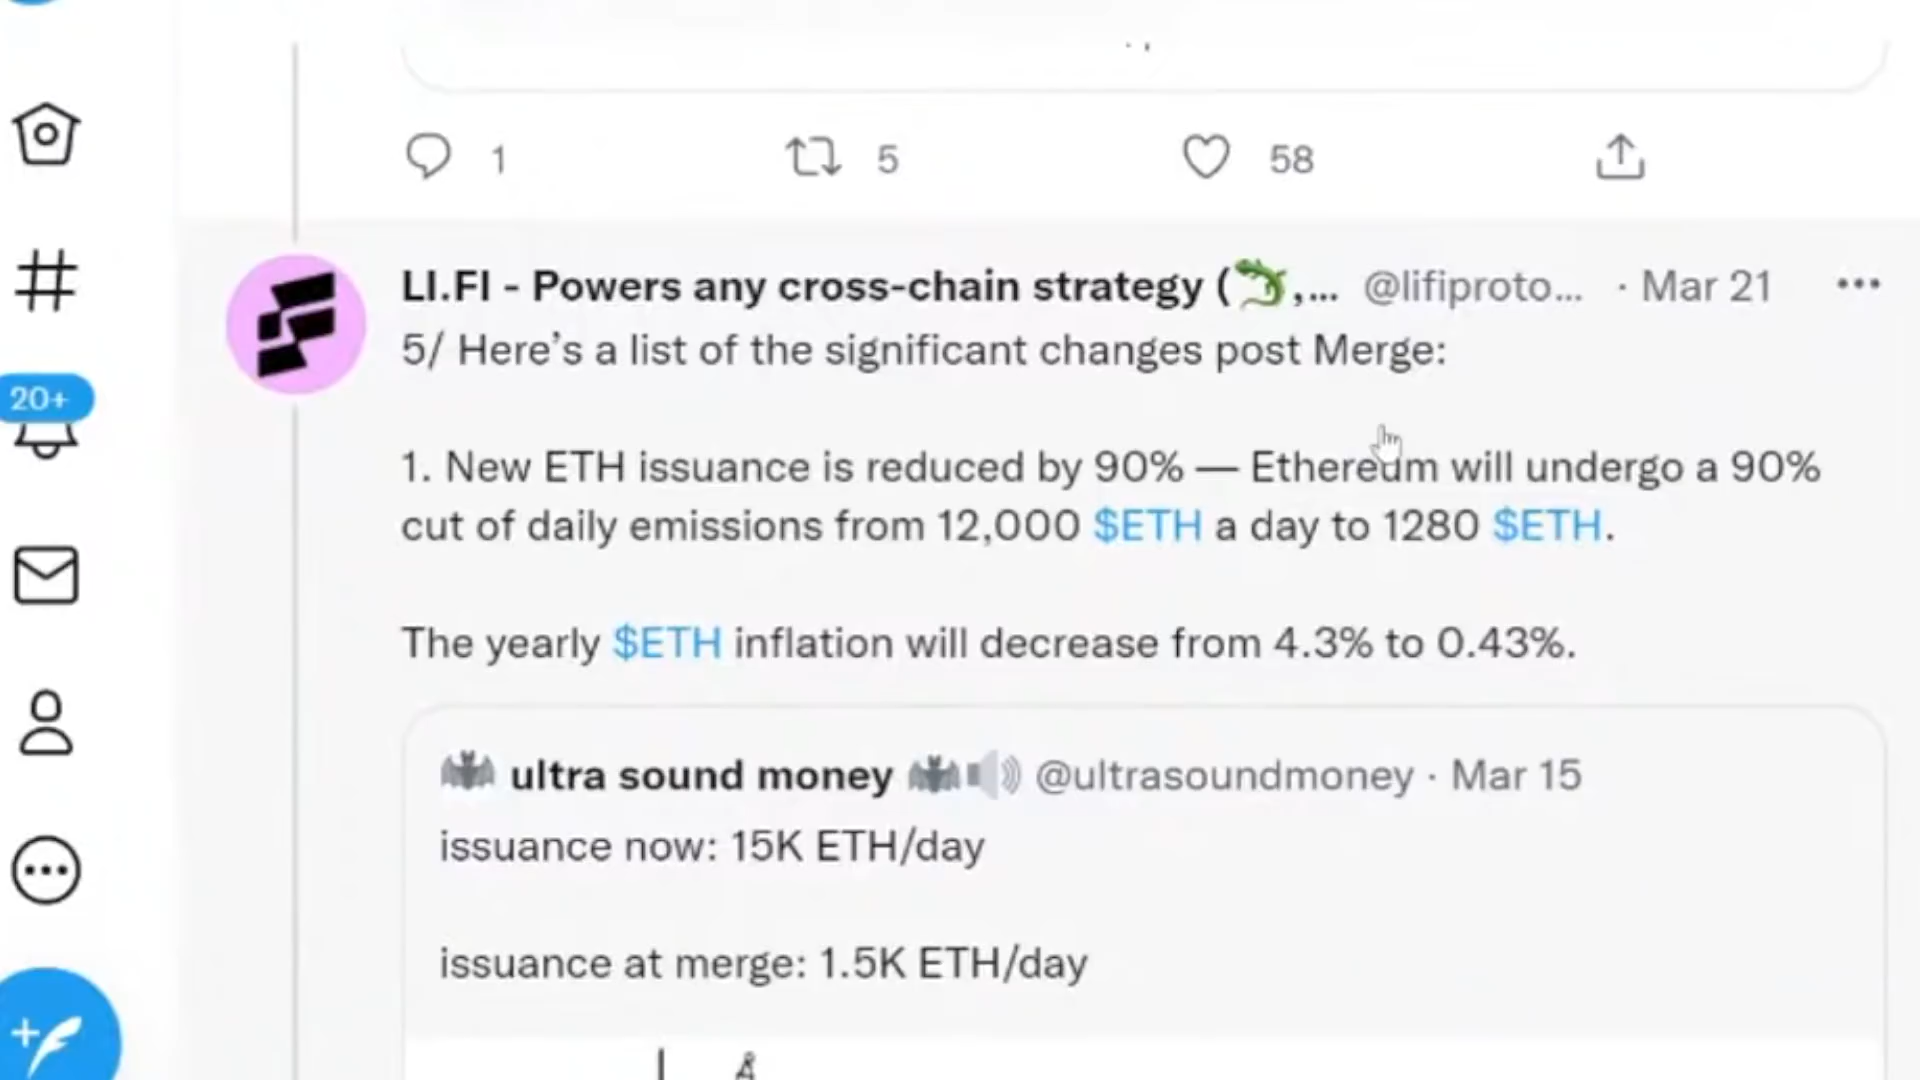 1 5 58
LI.FI - Powers any cross-chain strategy (🦎,... @lifiproto... · Mar 21
5/ Here’s a list of the significant changes post Merge:
20+
1. New ETH issuance is reduced by 90% — Ethereum will undergo a 90%
cut of daily emissions from 12,000 $ETH a day to 1280 $ETH.
The yearly $ETH inflation will decrease from 4.3% to 0.43%.
🦇 ultra sound money 🦇🔊 @ultrasoundmoney · Mar 15
issuance now: 15K ETH/day
issuance at merge: 1.5K ETH/day